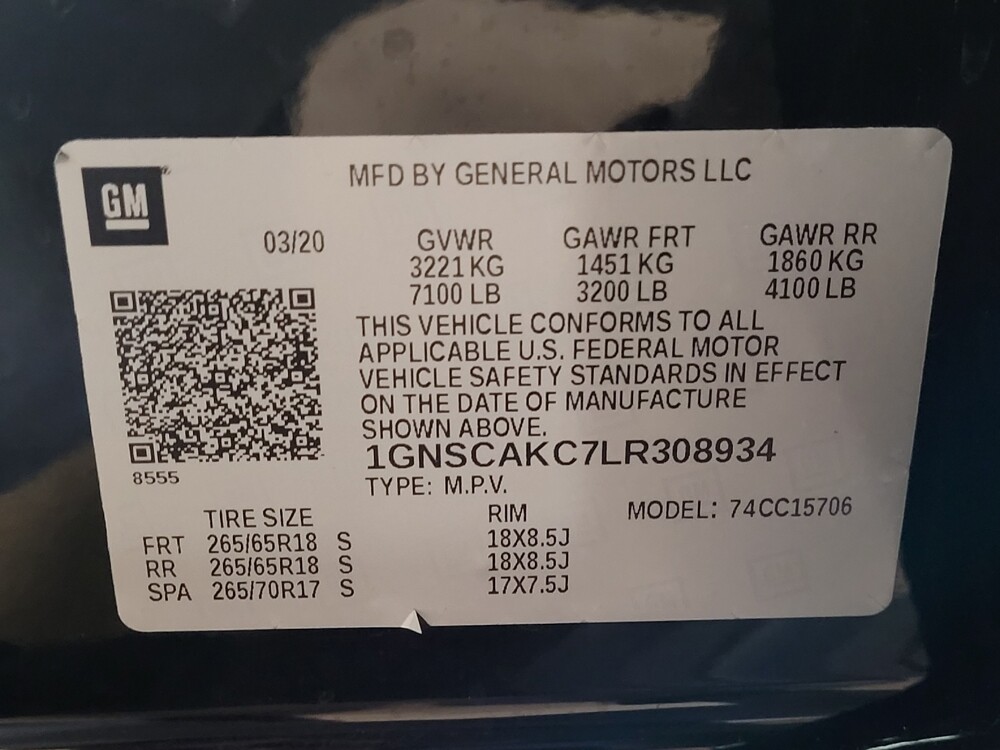 GM
MFD BY GENERAL MOTORS LLC
03/20 GVWR GAWR FRT GAWR RR
3221 KG 1451 KG 1860 KG
7100 LB 3200 LB 4100 LB
THIS VEHICLE CONFORMS TO ALL
APPLICABLE U.S. FEDERAL MOTOR
VEHICLE SAFETY STANDARDS IN EFFECT
ON THE DATE OF MANUFACTURE
SHOWN ABOVE.
1GNSCAKC7LR308934
8555
TYPE: M.P.V.
TIRE SIZE RIM MODEL: 74CC15706
FRT 265/65R18 S 18X8.5J
RR 265/65R18 S 18X8.5J
SPA 265/70R17 S 17X7.5J